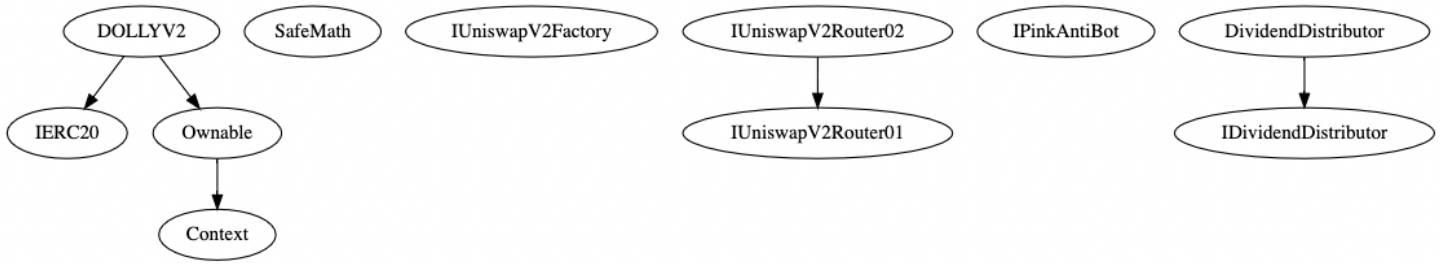 DOLLYV2 SafeMath IUniswapV2Factory IUniswapV2Router02 IPinkAntiBot DividendDistributor
IERC20 Ownable IUniswapV2Router01 IDividendDistributor
Context